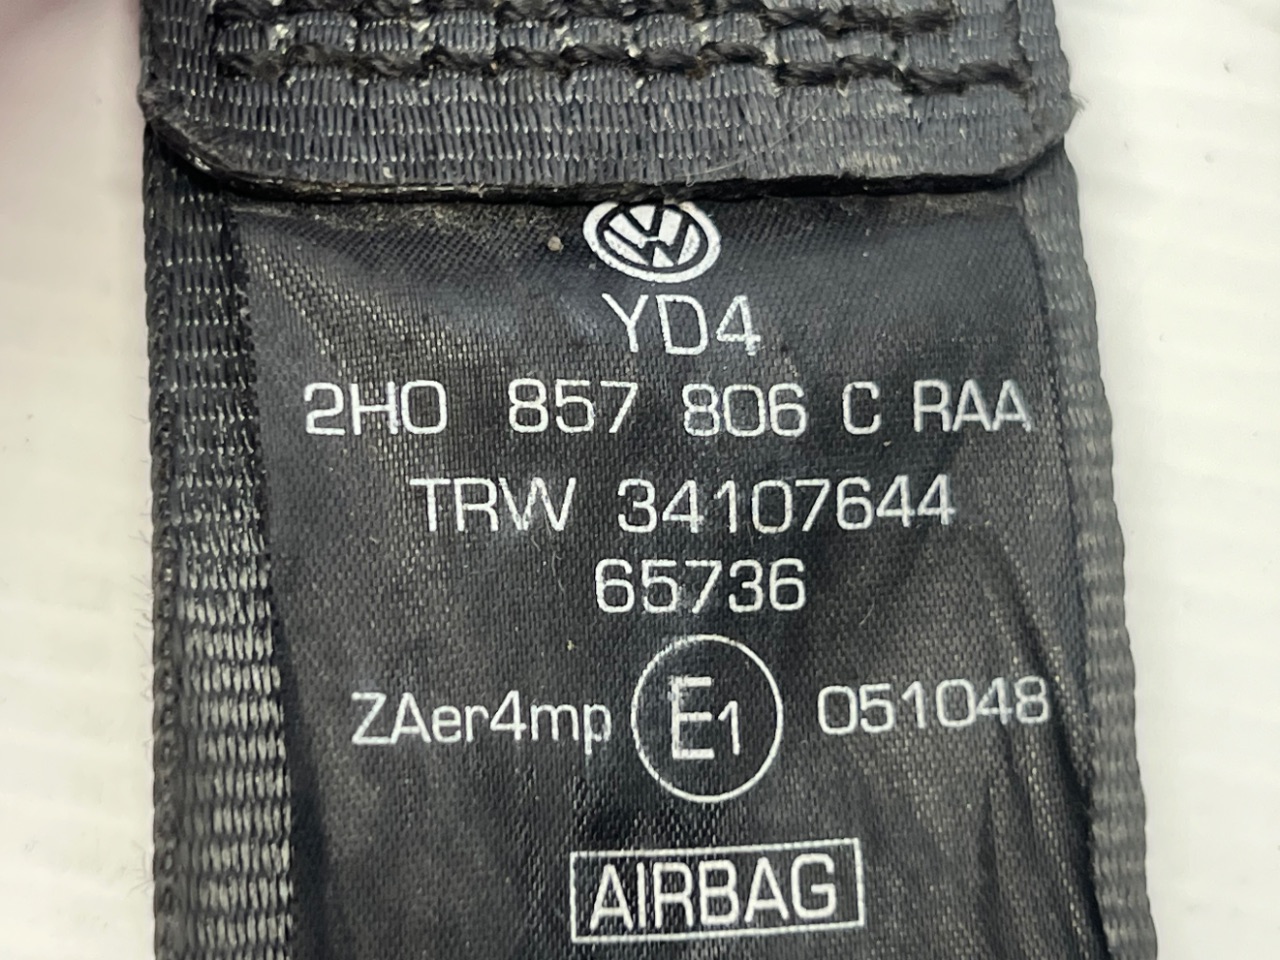 YD4
2H0 857 806 C RAA
TRW 34107644
65736
ZAer4mp E1 051048
AIRBAG